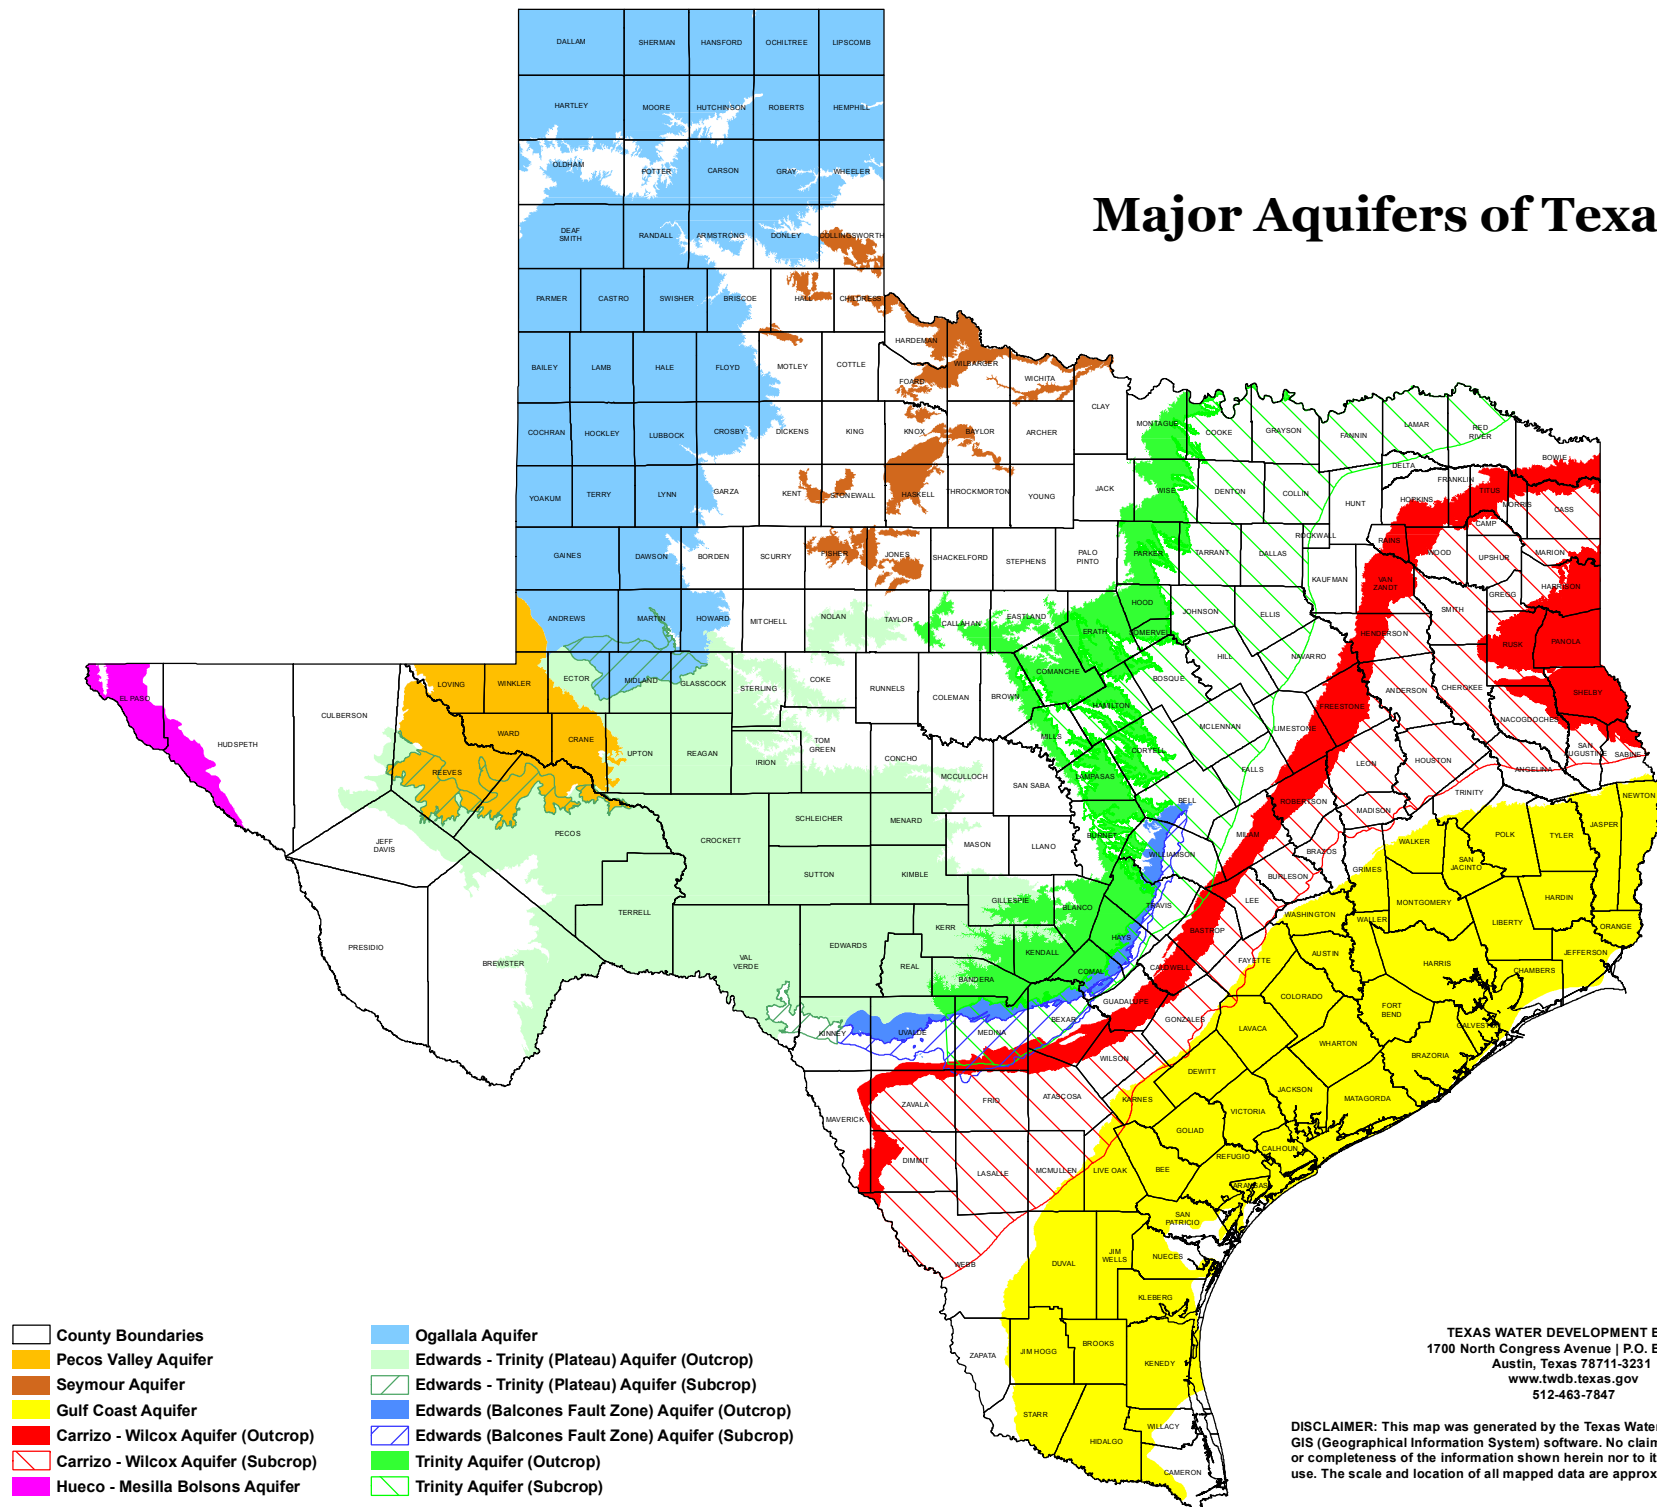 Major Aquifers of Texa
DALLAM
SHERMAN
HANSFORD
OCHILTREE
LIPSCOMB
HARTLEY
MOORE
HUTCHINSON
ROBERTS
HEMPHILL
OLDHAM
POTTER
CARSON
GRAY
WHEELER
DEAF
SMITH
RANDALL
ARMSTRONG
DONLEY
COLLINGSWORTH
PARMER
CASTRO
SWISHER
BRISCOE
HALL
CHILDRESS
HARDEMAN
BAILEY
LAMB
HALE
FLOYD
MOTLEY
COTTLE
FOARD
WILBARGER
WICHITA
CLAY
COCHRAN
HOCKLEY
LUBBOCK
CROSBY
DICKENS
KING
KNOX
BAYLOR
ARCHER
MONTAGUE
COOKE
GRAYSON
FANNIN
LAMAR
RED
RIVER
BOWIE
YOAKUM
TERRY
LYNN
GARZA
KENT
STONEWALL
HASKELL
THROCKMORTON
YOUNG
JACK
WISE
DENTON
COLLIN
HUNT
DELTA
HOPKINS
FRANKLIN
TITUS
MORRIS
CASS
CAMP
GAINES
DAWSON
BORDEN
SCURRY
FISHER
JONES
SHACKELFORD
STEPHENS
PALO
PINTO
PARKER
TARRANT
DALLAS
ROCKWALL
KAUFMAN
RAINS
WOOD
UPSHUR
MARION
HARRISON
VAN
ZANDT
GREGG
SMITH
ANDREWS
MARTIN
HOWARD
MITCHELL
NOLAN
TAYLOR
CALLAHAN
EASTLAND
ERATH
HOOD
SOMERVELL
JOHNSON
ELLIS
HENDERSON
RUSK
PANOLA
EL PASO
HUDSPETH
CULBERSON
LOVING
WINKLER
ECTOR
MIDLAND
GLASSCOCK
STERLING
COKE
RUNNELS
COLEMAN
BROWN
COMANCHE
HAMILTON
BOSQUE
HILL
NAVARRO
FREESTONE
ANDERSON
CHEROKEE
NACOGDOCHES
SHELBY
WARD
CRANE
UPTON
REAGAN
IRION
TOM
GREEN
CONCHO
MCCULLOCH
SAN SABA
MILLS
LAMPASAS
CORYELL
MCLENNAN
LIMESTONE
FALLS
LEON
HOUSTON
ANGELINA
SAN
AUGUSTINE
SABINE
REEVES
PECOS
JEFF
DAVIS
CROCKETT
SCHLEICHER
MENARD
SUTTON
KIMBLE
MASON
LLANO
BURNET
BELL
WILLIAMSON
MILAM
ROBERTSON
BRAZOS
MADISON
TRINITY
WALKER
POLK
TYLER
JASPER
NEWTON
GRIMES
SAN
JACINTO
HARDIN
LIBERTY
ORANGE
JEFFERSON
CHAMBERS
PRESIDIO
BREWSTER
TERRELL
VAL
VERDE
EDWARDS
REAL
KERR
GILLESPIE
BLANCO
KENDALL
BANDERA
COMAL
HAYS
TRAVIS
BASTROP
LEE
BURLESON
WASHINGTON
WALLER
MONTGOMERY
HARRIS
AUSTIN
FAYETTE
CALDWELL
GUADALUPE
GONZALES
COLORADO
FORT
BEND
GALVESTON
BRAZORIA
WHARTON
LAVACA
KINNEY
UVALDE
MEDINA
BEXAR
WILSON
DEWITT
JACKSON
MATAGORDA
MAVERICK
ZAVALA
FRIO
ATASCOSA
KARNES
GOLIAD
VICTORIA
CALHOUN
REFUGIO
ARANSAS
DIMMIT
LASALLE
MCMULLEN
LIVE OAK
BEE
SAN
PATRICIO
WEBB
DUVAL
JIM
WELLS
NUECES
KLEBERG
ZAPATA
JIM HOGG
BROOKS
KENEDY
STARR
HIDALGO
WILLACY
CAMERON
County Boundaries
Pecos Valley Aquifer
Seymour Aquifer
Gulf Coast Aquifer
Carrizo - Wilcox Aquifer (Outcrop)
Carrizo - Wilcox Aquifer (Subcrop)
Hueco - Mesilla Bolsons Aquifer
Ogallala Aquifer
Edwards - Trinity (Plateau) Aquifer (Outcrop)
Edwards - Trinity (Plateau) Aquifer (Subcrop)
Edwards (Balcones Fault Zone) Aquifer (Outcrop)
Edwards (Balcones Fault Zone) Aquifer (Subcrop)
Trinity Aquifer (Outcrop)
Trinity Aquifer (Subcrop)
TEXAS WATER DEVELOPMENT B
1700 North Congress Avenue | P.O. B
Austin, Texas 78711-3231
www.twdb.texas.gov
512-463-7847
DISCLAIMER: This map was generated by the Texas Water
GIS (Geographical Information System) software. No claim
or completeness of the information shown herein nor to it
use. The scale and location of all mapped data are approx